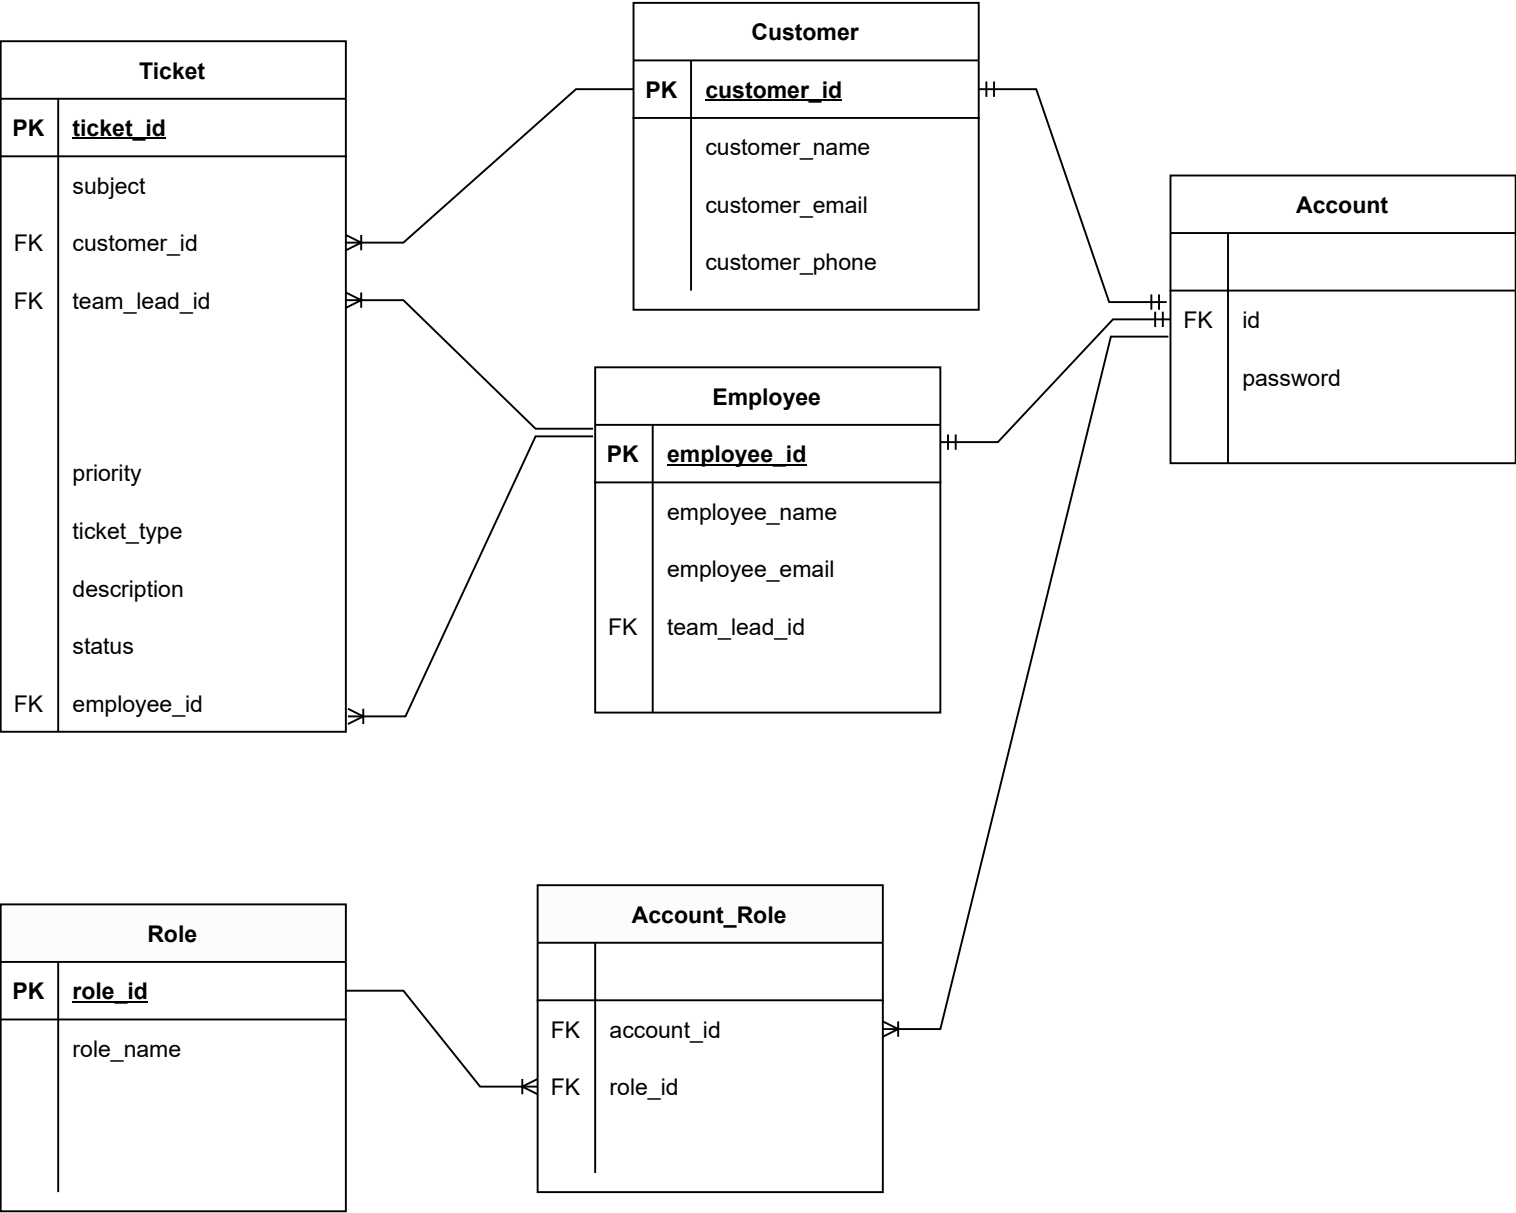 Ticket
PK ticket_id
subject
FK customer_id
FK team_lead_id
priority
ticket_type
description
status
FK employee_id
Customer
PK customer_id
customer_name
customer_email
customer_phone
Employee
PK employee_id
employee_name
employee_email
FK team_lead_id
Account
FK id
password
Role
PK role_id
role_name
Account_Role
FK account_id
FK role_id